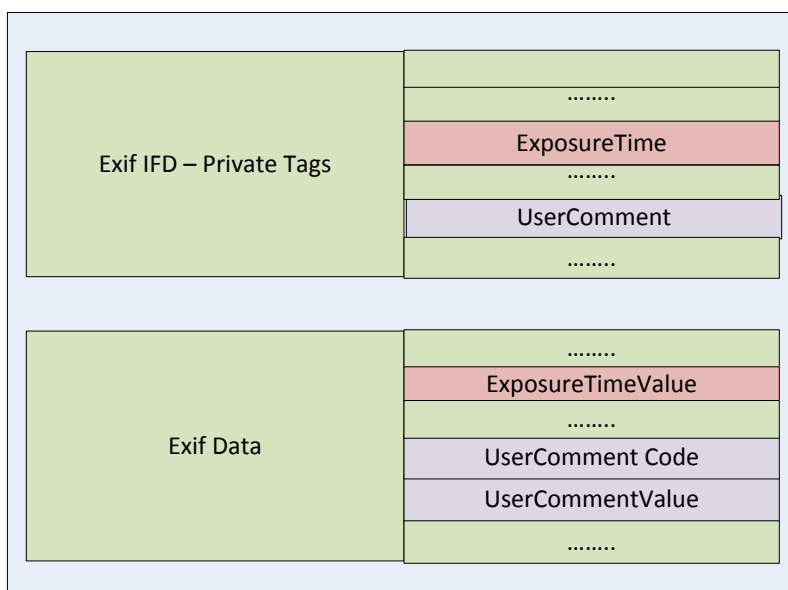 Exif IFD – Private Tags
……..
ExposureTime
……..
UserComment
……..
Exif Data
……..
ExposureTimeValue
……..
UserComment Code
UserCommentValue
……..